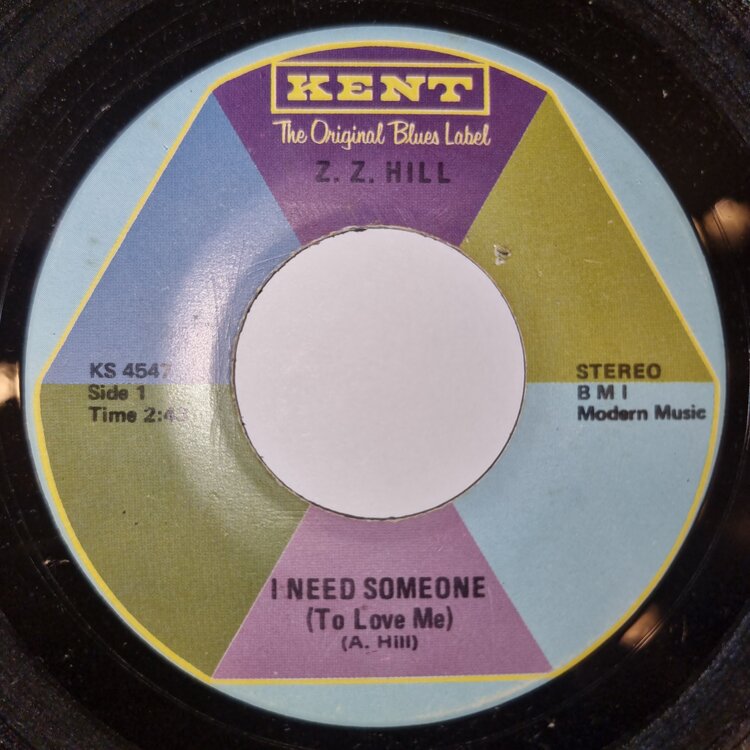 KENT
The Original Blues Label
Z. Z. HILL
KS 4547
Side 1
Time
STEREO
B M I
Modern Music
I NEED SOMEONE
(To Love Me)
(A. Hill)